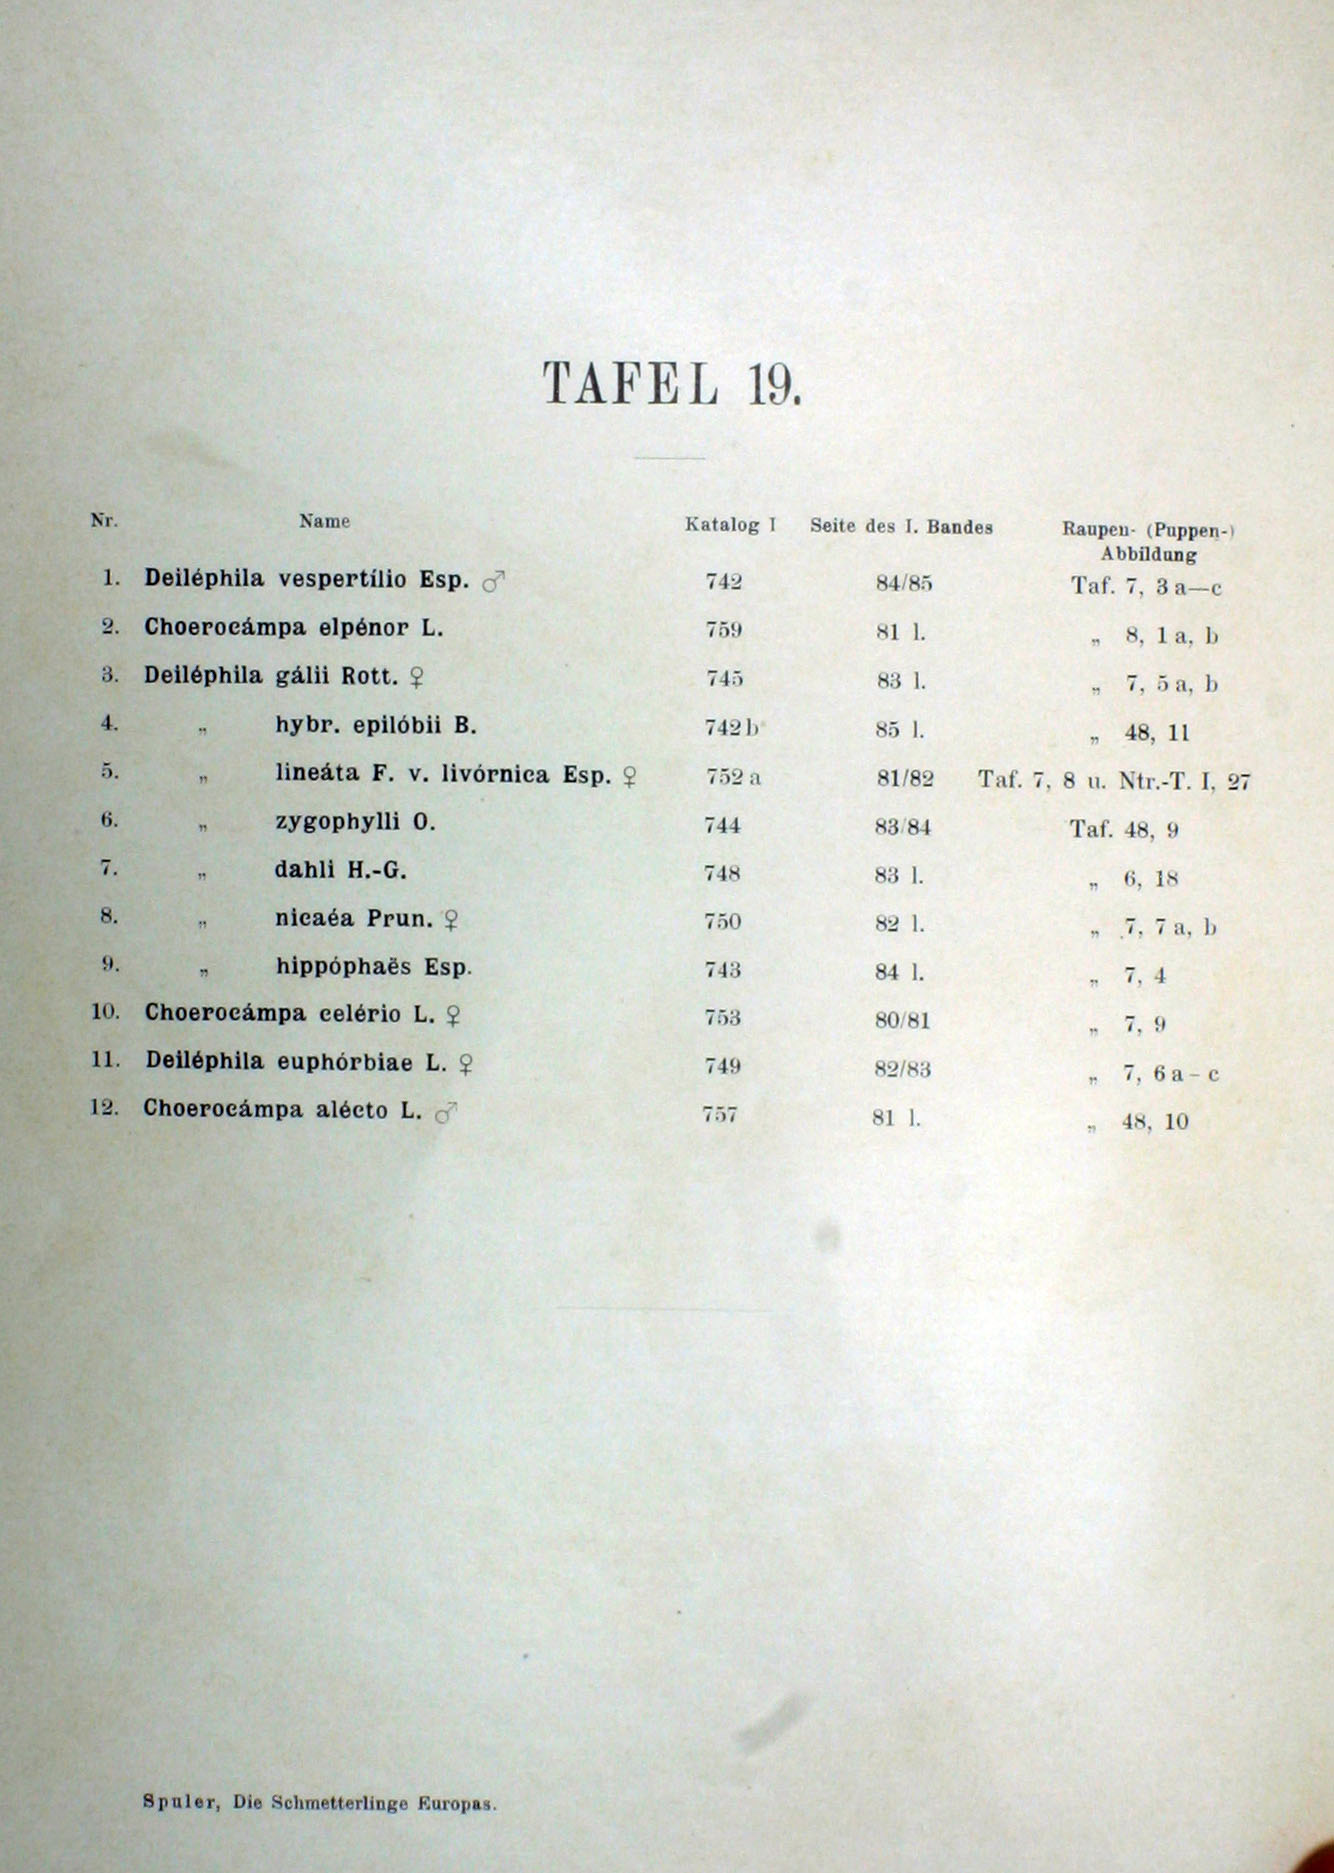 TAFEL 19.
Nr. Name Katalog I Seite des I. Bandes Raupen- (Puppen-)
Abbildung
1. Deiléphila vespertílio Esp. ♂ 742 84/85 Taf. 7, 3 a—c
2. Choerocámpa elpénor L. 759 81 l. „ 8, 1 a, b
3. Deiléphila gálii Rott. ♀ 745 83 l. „ 7, 5 a, b
4. „ hybr. epilóbii B. 742 b 85 l. „ 48, 11
5. „ lineáta F. v. livórnica Esp. ♀ 752 a 81/82 Taf. 7, 8 u. Ntr.-T. I, 27
6. „ zygophylli O. 744 83/84 Taf. 48, 9
7. „ dahli H.-G. 748 83 l. „ 6, 18
8. „ nicaéa Prun. ♀ 750 82 l. „ 7, 7 a, b
9. „ hippóphaës Esp. 743 84 l. „ 7, 4
10. Choerocámpa celério L. ♀ 753 80/81 „ 7, 9
11. Deiléphila euphórbiae L. ♀ 749 82/83 „ 7, 6 a–c
12. Choerocámpa alécto L. ♂ 757 81 l. „ 48, 10
Spuler, Die Schmetterlinge Europas.